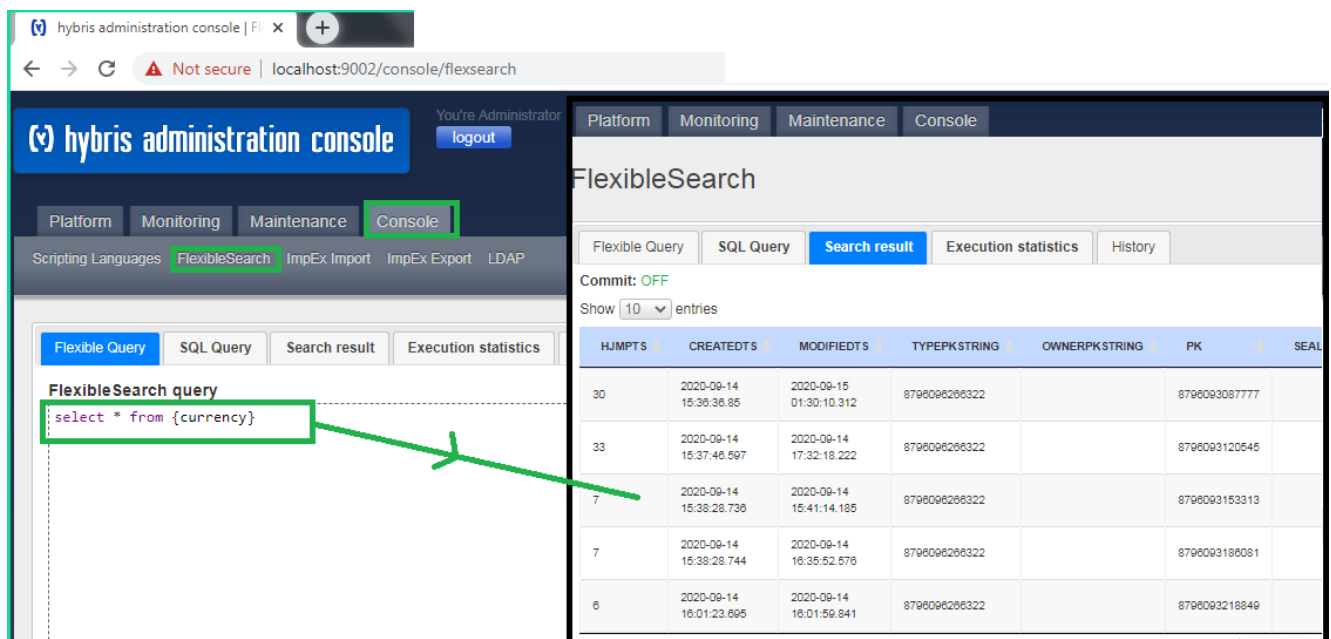 hybris administration console | Fl
Not secure | localhost:9002/console/flexsearch
hybris administration console
You're Administrator
logout
Platform Monitoring Maintenance Console
Scripting Languages FlexibleSearch ImpEx Import ImpEx Export LDAP
Flexible Query SQL Query Search result Execution statistics
FlexibleSearch query
select * from {currency}
Platform Monitoring Maintenance Console
FlexibleSearch
Flexible Query SQL Query Search result Execution statistics History
Commit: OFF
Show 10 entries
HJMPTS CREATEDTS MODIFIEDTS TYPEPKSTRING OWNERPKSTRING PK SEAL
30 2020-09-14 15:36:36.85 2020-09-15 01:30:10.312 8796096266322 8796093087777
33 2020-09-14 15:37:46.597 2020-09-14 17:32:18.222 8796096266322 8796093120545
7 2020-09-14 15:38:28.736 2020-09-14 15:41:14.185 8796096266322 8796093153313
7 2020-09-14 15:38:28.744 2020-09-14 16:35:52.576 8796096266322 8796093186081
6 2020-09-14 16:01:23.695 2020-09-14 16:01:59.841 8796096266322 8796093218849